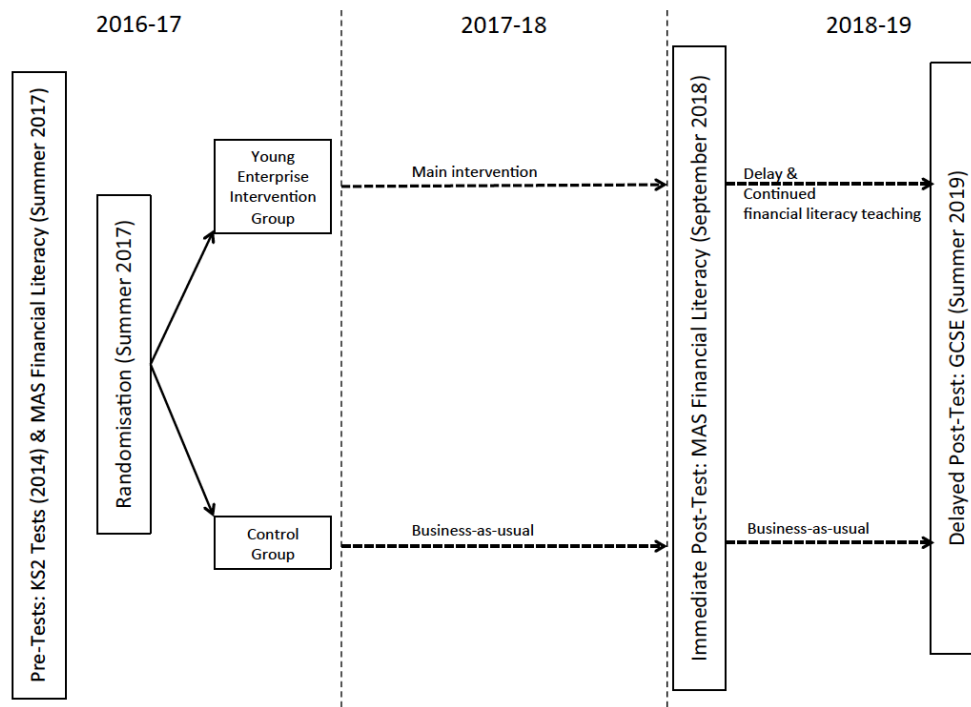 2016-17
2017-18
2018-19
Pre-Tests: KS2 Tests (2014) & MAS Financial Literacy (Summer 2017)
Randomisation (Summer 2017)
Young
Enterprise
Intervention
Group
Control
Group
Main intervention
Business-as-usual
Immediate Post-Test: MAS Financial Literacy (September 2018)
Delay &
Continued
financial literacy teaching
Business-as-usual
Delayed Post-Test: GCSE (Summer 2019)